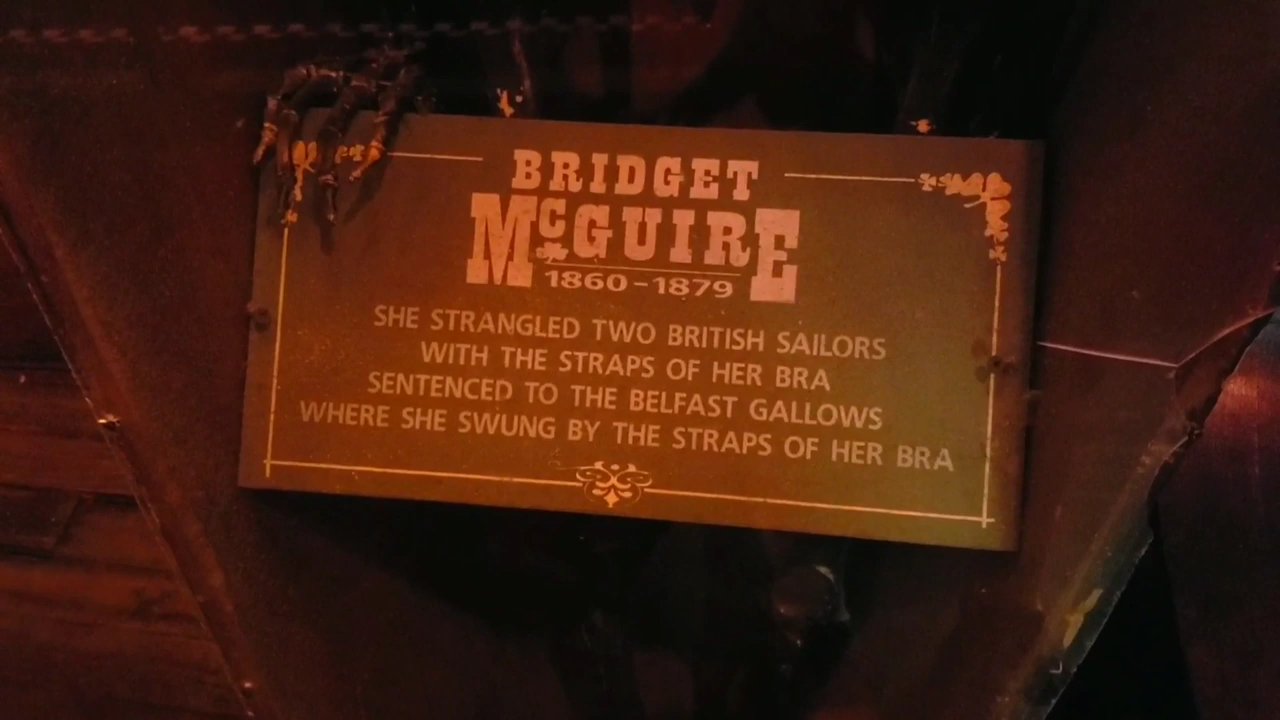 BRIDGET
McGUIRE
1860-1879
SHE STRANGLED TWO BRITISH SAILORS
WITH THE STRAPS OF HER BRA
SENTENCED TO THE BELFAST GALLOWS
WHERE SHE SWUNG BY THE STRAPS OF HER BRA